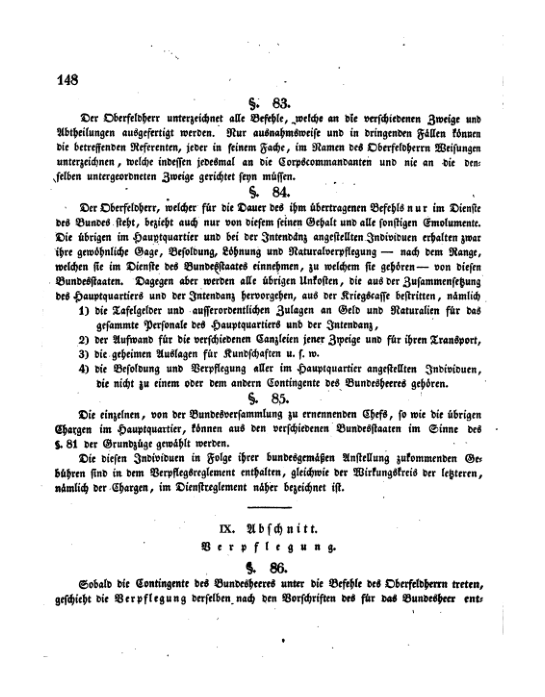 148
§. 83.
Der Oberfeldherr unterzeichnet alle Befehle, welche an die verschiedenen Zweige und
Abtheilungen ausgefertigt werden. Nur ausnahmsweise und in dringenden Fällen können
die betreffenden Referenten, jeder in seinem Fache, im Namen des Oberfeldherrn Weisungen
unterzeichnen, welche indessen jedesmal an die Corpscommandanten und nie an die den-
selben untergeordneten Zweige gerichtet seyn müssen.
§. 84.
Der Oberfeldherr, welcher für die Dauer des ihm übertragenen Befehls nur im Dienste
des Bundes steht, bezieht auch nur von diesem seinen Gehalt und alle sonstigen Emolumente.
Die übrigen im Hauptquartier und bei der Intendanz angestellten Individuen erhalten zwar
ihre gewöhnliche Gage, Besoldung, Löhnung und Naturalverpflegung — nach dem Range,
welchen sie im Dienste des Bundesstaates einnehmen, zu welchem sie gehören — von diesen
Bundesstaaten. Dagegen aber werden alle übrigen Unkosten, die aus der Zusammensetzung
des Hauptquartiers und der Intendanz hervorgehen, aus der Kriegscasse bestritten, nämlich
1) die Tafelgelder und ausserordentlichen Zulagen an Geld und Naturalien für das
gesammte Personale des Hauptquartiers und der Intendanz,
2) der Aufwand für die verschiedenen Canzleien jener Zweige und für ihren Transport,
3) die geheimen Auslagen für Kundschaften u. s. w.
4) die Besoldung und Verpflegung aller im Hauptquartier angestellten Individuen,
die nicht zu einem oder dem andern Contingente des Bundesheeres gehören.
§. 85.
Die einzelnen, von der Bundesversammlung zu ernennenden Chefs, so wie die übrigen
Chargen im Hauptquartier, können aus den verschiedenen Bundesstaaten im Sinne des
§. 81 der Grundzüge gewählt werden.
Die diesen Individuen in Folge ihrer bundesgemäßen Anstellung zukommenden Ge-
bühren sind in dem Verpflegsreglement enthalten, gleichwie der Wirkungskreis der letzteren,
nämlich der Chargen, im Dienstreglement näher bezeichnet ist.
IX. Abschnitt.
Verpflegung.
§. 86.
Sobald die Contingente des Bundesheeres unter die Befehle des Oberfeldherrn treten,
geschieht die Verpflegung derselben nach den Vorschriften des für das Bundesheer ent-